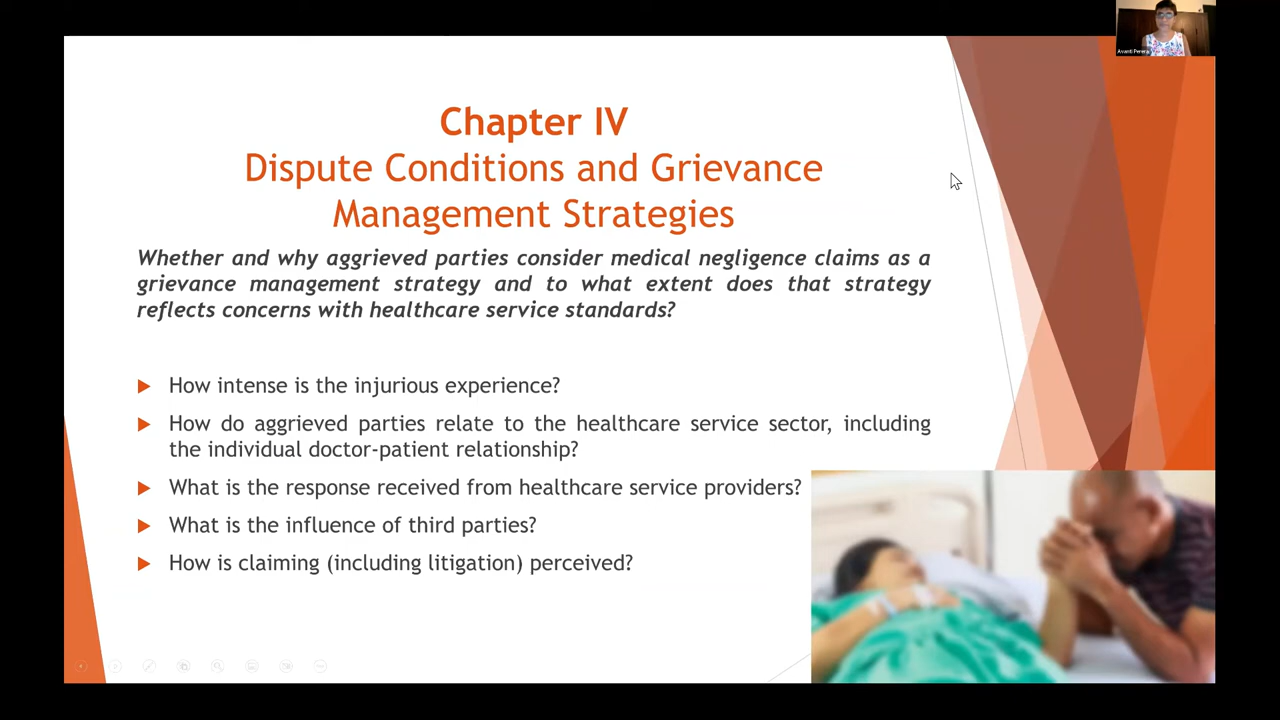 Avanti Perera
Chapter IV
Dispute Conditions and Grievance
Management Strategies
Whether and why aggrieved parties consider medical negligence claims as a
grievance management strategy and to what extent does that strategy
reflects concerns with healthcare service standards?
How intense is the injurious experience?
How do aggrieved parties relate to the healthcare service sector, including
the individual doctor-patient relationship?
What is the response received from healthcare service providers?
What is the influence of third parties?
How is claiming (including litigation) perceived?